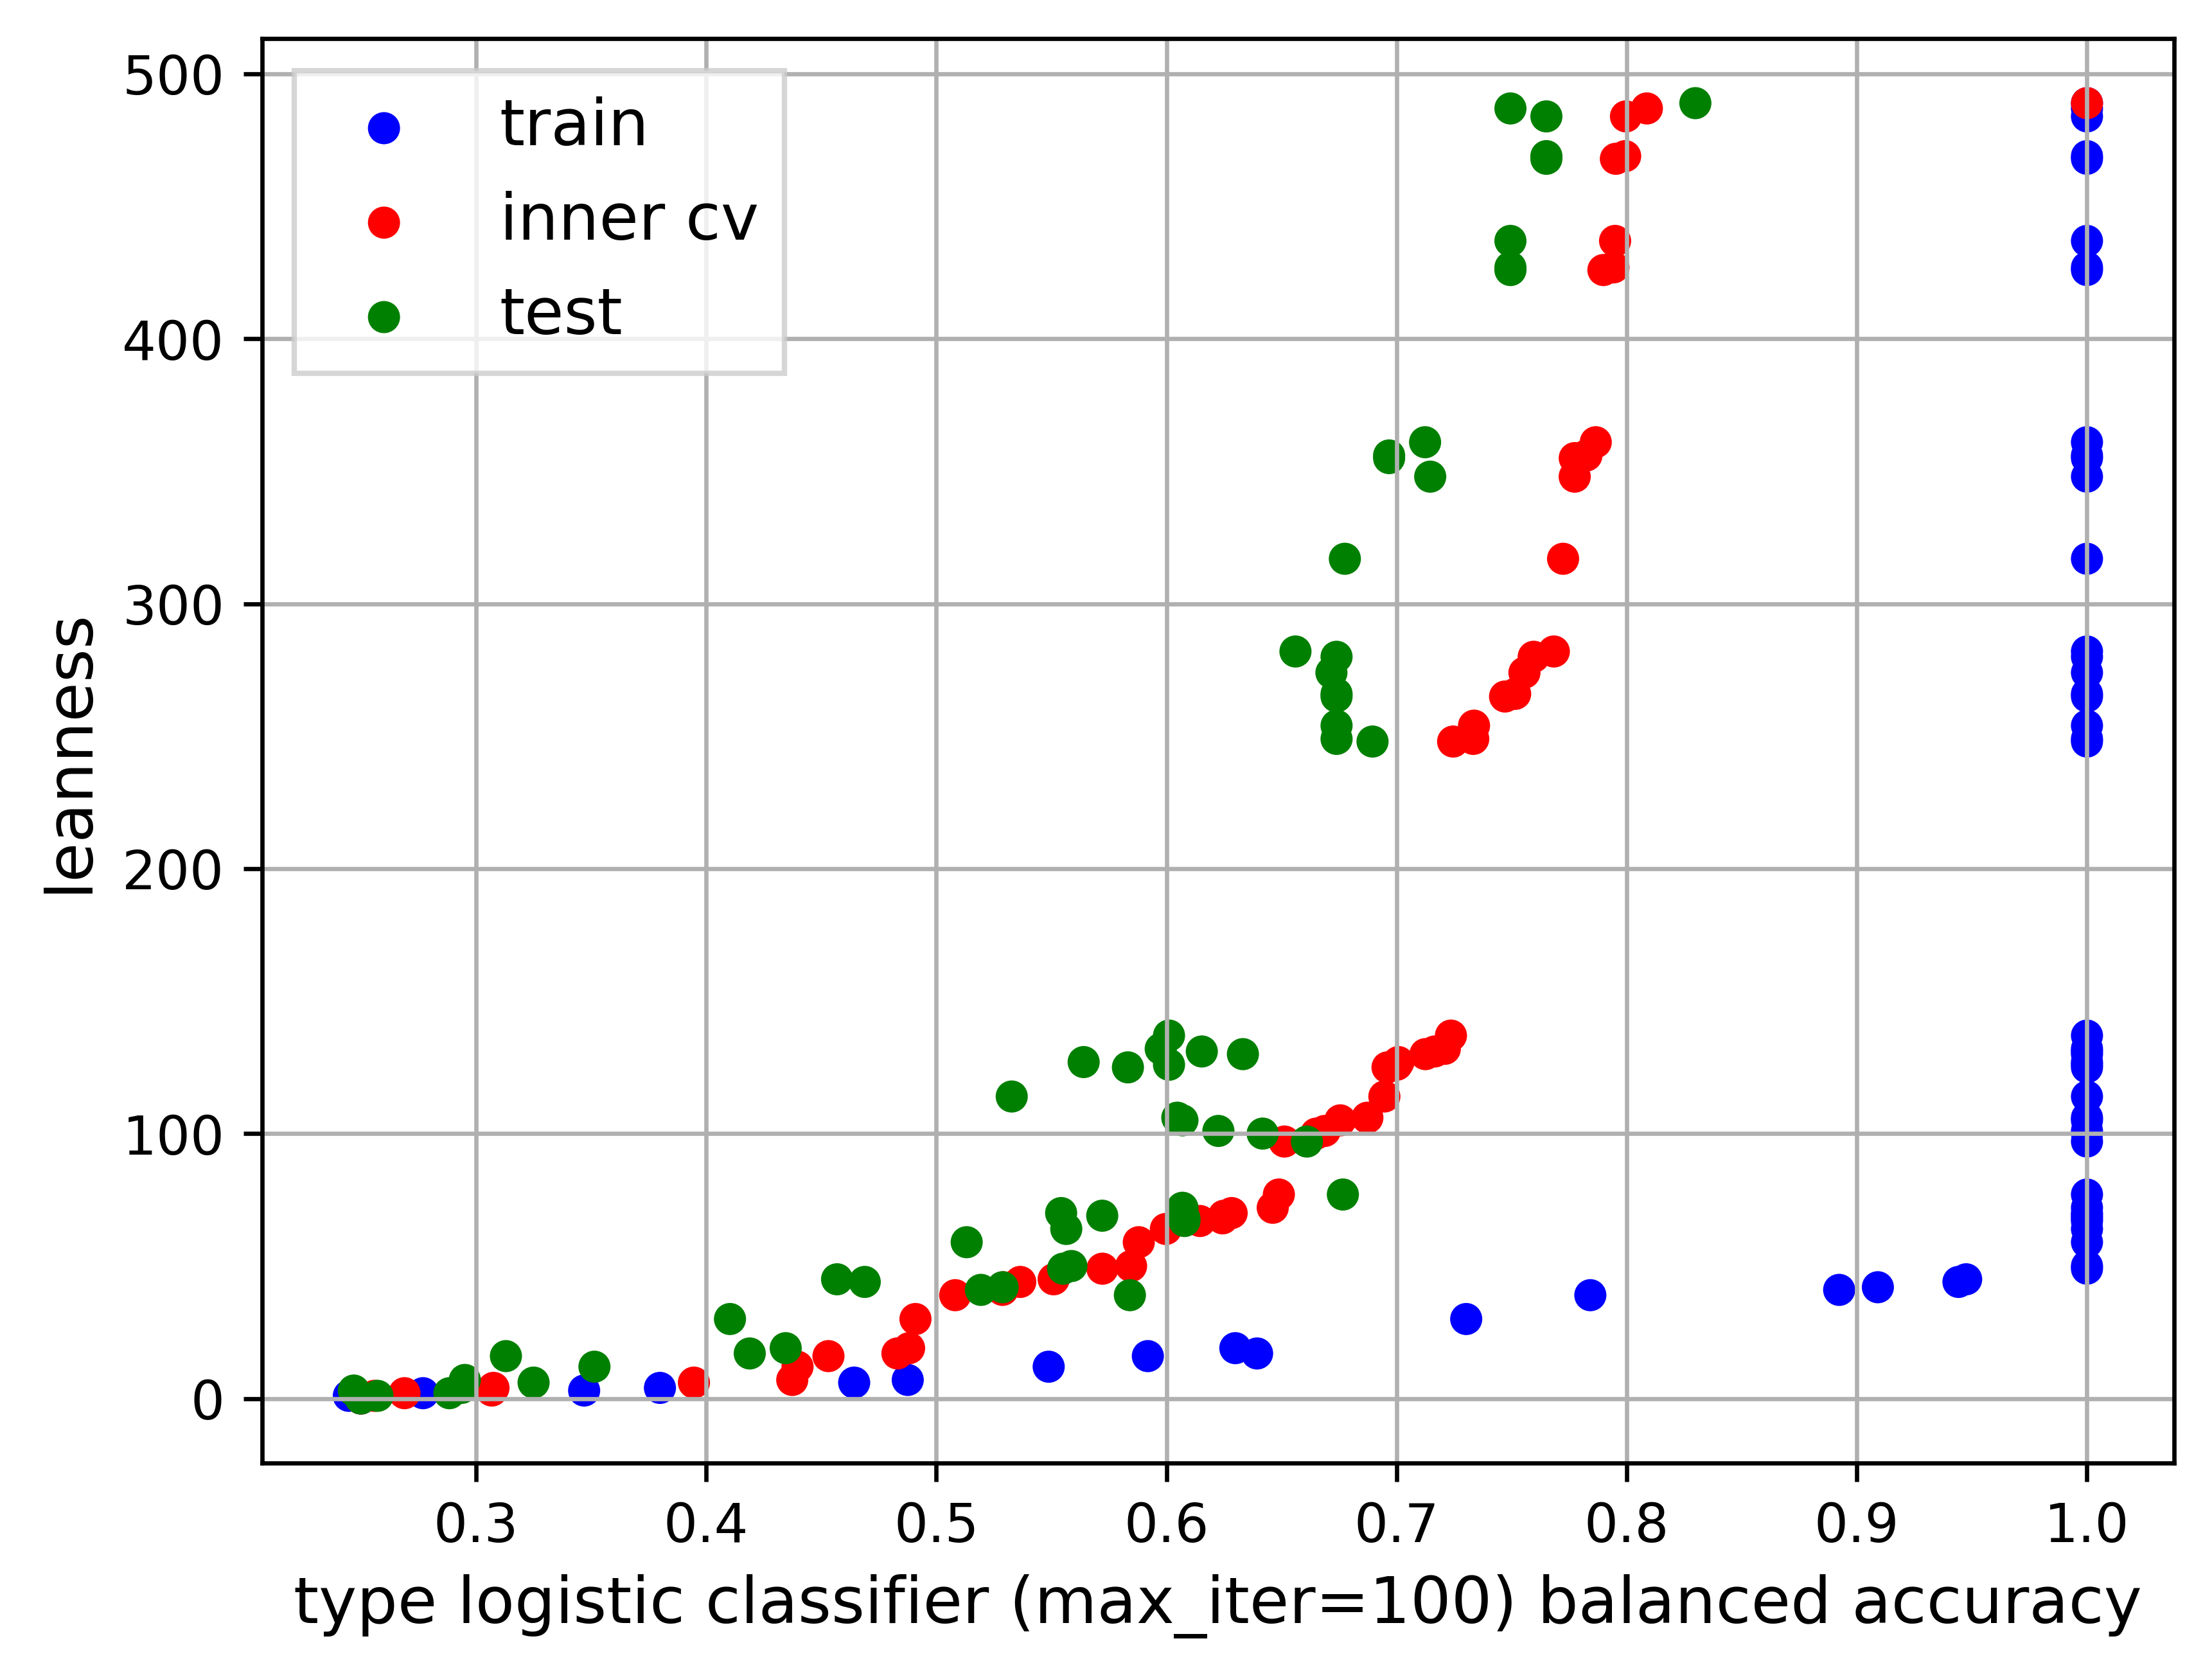 500
400
300
200
100
0
leanness
train
inner cv
test
0.3 0.4 0.5 0.6 0.7 0.8 0.9 1.0
type logistic classifier (max_iter=100) balanced accuracy